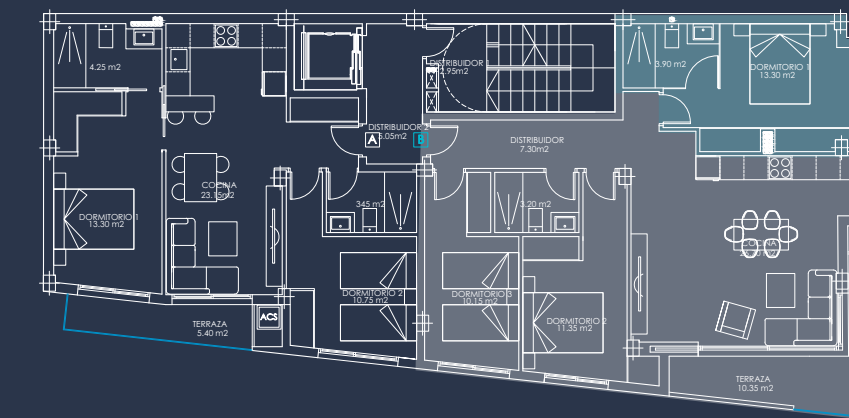 4.25 m2
DISTRIBUIDOR 1
2.95m2
3.90 m2
DORMITORIO 1
13.30 m2
DISTRIBUIDOR 2
5.05m2
A
B
DISTRIBUIDOR
7.30m2
COCINA
23.15m2
DORMITORIO 1
13.30 m2
345 m2
3.20 m2
COCINA
DORMITORIO 2
10.75 m2
DORMITORIO 3
10.15 m2
ACS
TERRAZA
5.40 m2
DORMITORIO 2
11.35 m2
TERRAZA
10.35 m2